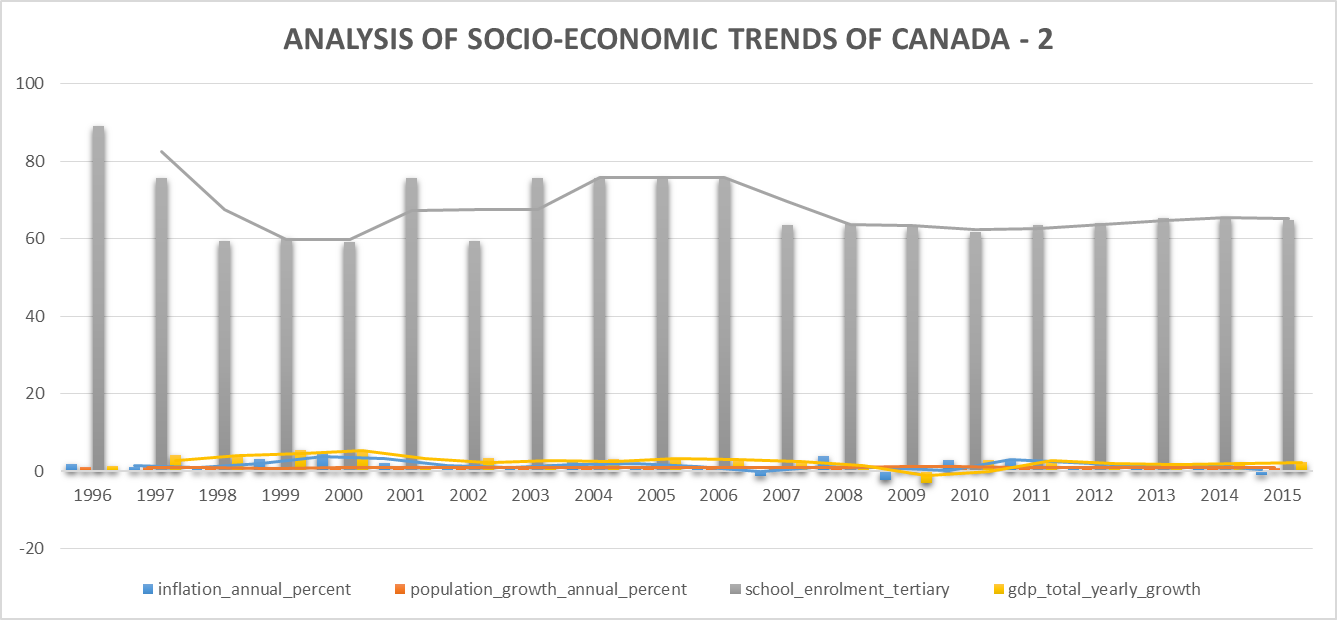 ANALYSIS OF SOCIO-ECONOMIC TRENDS OF CANADA - 2
100
80
60
40
20
0
-20
1996 1997 1998 1999 2000 2001 2002 2003 2004 2005 2006 2007 2008 2009 2010 2011 2012 2013 2014 2015
inflation_annual_percent population_growth_annual_percent school_enrolment_tertiary gdp_total_yearly_growth